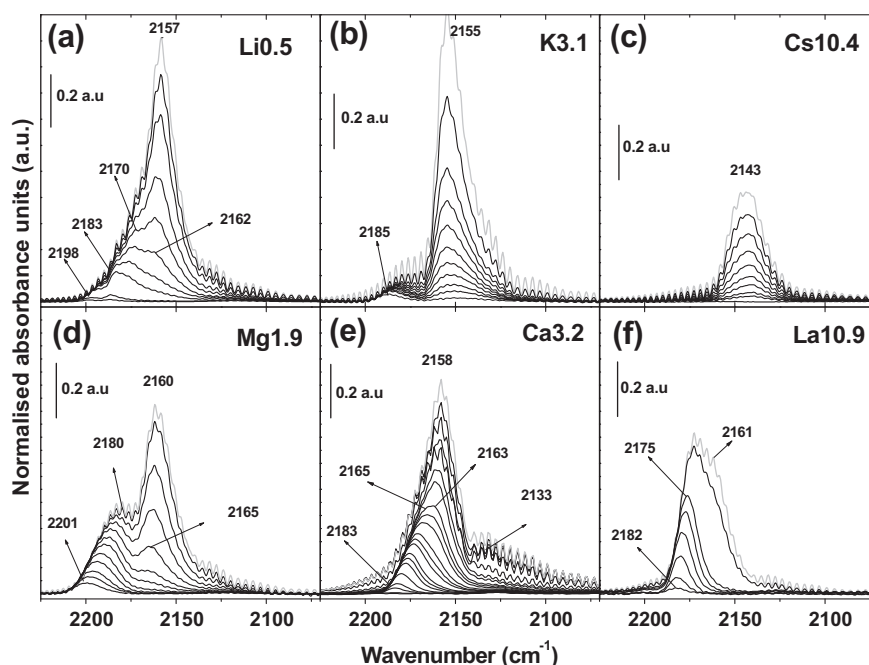 (a)
Li0.5
2157
0.2 a.u
2170
2183
2198
2162
(b)
K3.1
2155
0.2 a.u
2185
(c)
Cs10.4
0.2 a.u
2143
(d)
Mg1.9
0.2 a.u
2160
2180
2201
2165
(e)
Ca3.2
2158
0.2 a.u
2165
2163
2183
2133
(f)
La10.9
0.2 a.u
2175
2161
2182
2200 2150 2100
2200 2150 2100
2200 2150 2100
Normalised absorbance units (a.u.)
Wavenumber (cm⁻¹)